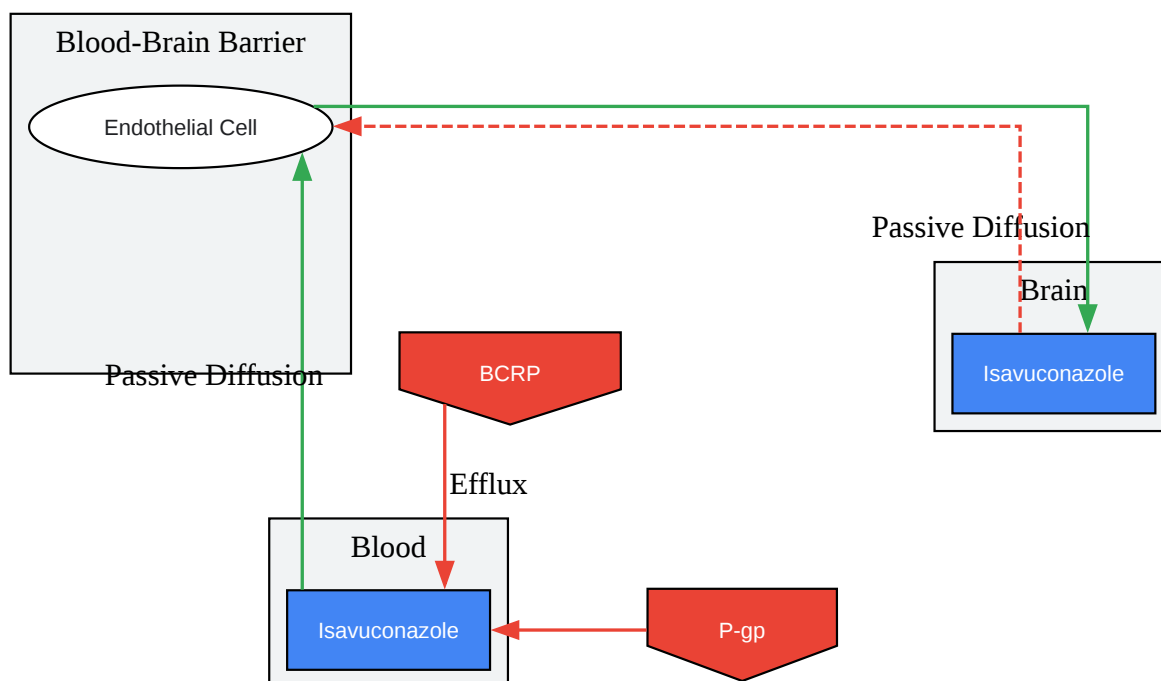 Blood-Brain Barrier
Endothelial Cell
Passive Diffusion
Brain
Isavuconazole
BCRP
Passive Diffusion
Efflux
Blood
Isavuconazole
P-gp